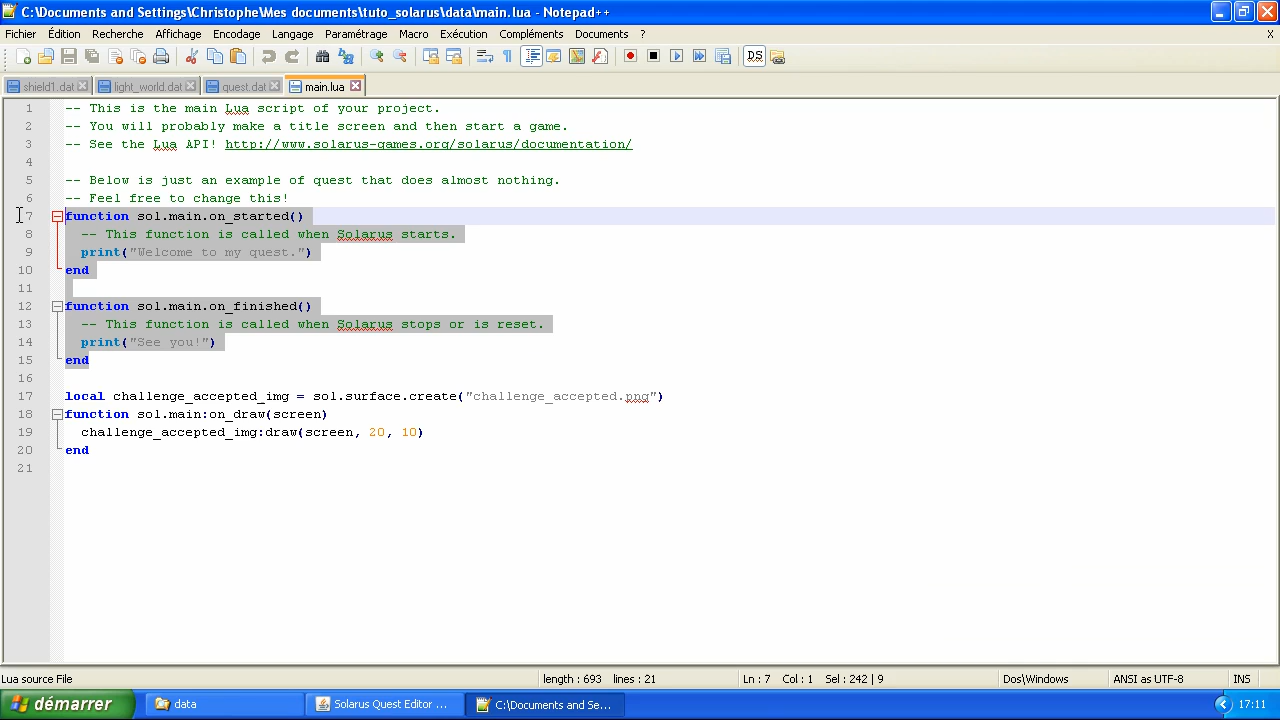 C:\Documents and Settings\Christophe\Mes documents\tuto_solarus\data\main.lua - Notepad++
Fichier Édition Recherche Affichage Encodage Langage Paramétrage Macro Exécution Compléments Documents ? X
shield1.dat light_world.dat quest.dat main.lua
1 -- This is the main Lua script of your project.
2 -- You will probably make a title screen and then start a game.
3 -- See the Lua API! http://www.solarus-games.org/solarus/documentation/
4
5 -- Below is just an example of quest that does almost nothing.
6 -- Feel free to change this!
7 function sol.main.on_started()
8 -- This function is called when Solarus starts.
9 print("Welcome to my quest.")
10 end
11
12 function sol.main.on_finished()
13 -- This function is called when Solarus stops or is reset.
14 print("See you!")
15 end
16
17 local challenge_accepted_img = sol.surface.create("challenge_accepted.png")
18 function sol.main:on_draw(screen)
19 challenge_accepted_img:draw(screen, 20, 10)
20 end
21
Lua source File length : 693 lines : 21 Ln : 7 Col : 1 Sel : 242 | 9 Dos\Windows ANSI as UTF-8 INS
démarrer data Solarus Quest Editor ... C:\Documents and Se... 17:11